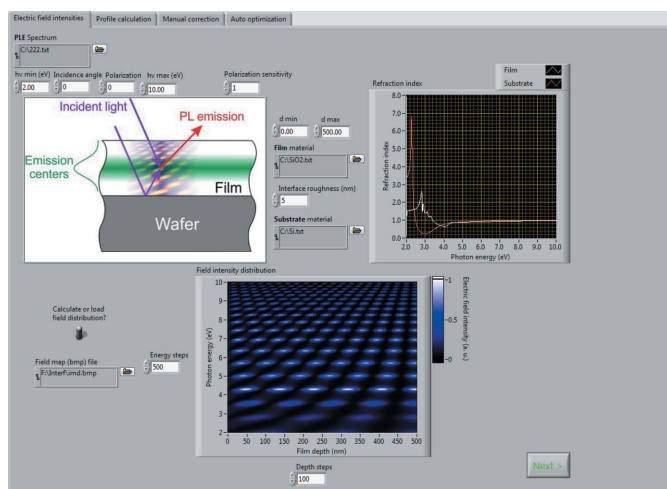 Electric field intensities
Profile calculation
Manual correction
Auto optimization
PLE Spectrum
C:\222.txt
hv min (eV)
Incidence angle
Polarization
hv max (eV)
Polarization sensitivity
2.00
0
0
10.00
1
Incident light
PL emission
Emission
centers
Film
Wafer
d min
d max
0.00
500.00
Film material
C:\SiO2.txt
Interface roughness (nm)
5
Substrate material
C:\Si.txt
Film
Substrate
Refraction index
8.0
7.0
6.0
5.0
4.0
3.0
2.0
1.0
0.0
Refraction index
2.0 3.0 4.0 5.0 6.0 7.0 8.0 9.0 10.0
Photon energy (eV)
Calculate or load
field distribution?
Field map (bmp) file
F:\Interf\imd.bmp
Energy steps
500
Field intensity distribution
10
9
8
7
6
5
4
3
2
Photon energy (eV)
0 50 100 150 200 250 300 350 400 450 500
Film depth (nm)
1
0.5
0
Electric field intensity (a. u.)
Depth steps
100
Next >